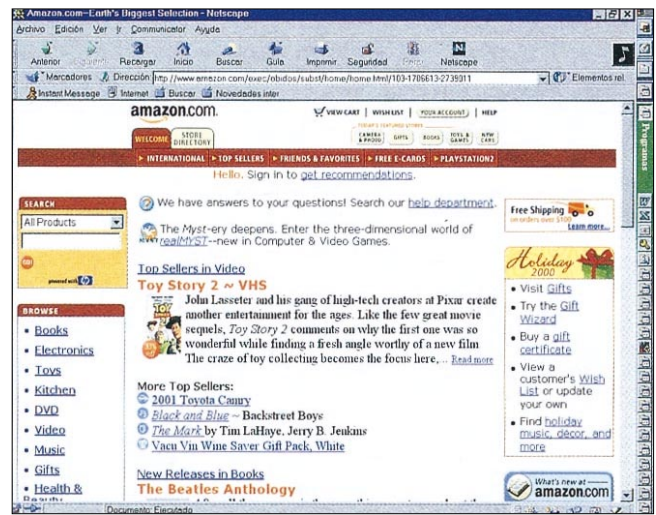 Amazon.com--Earth's Biggest Selection - Netscape
Archivo Edición Ver Ir Communicator Ayuda
Anterior Recargar Inicio Buscar Guía Imprimir Seguridad Netscape
Marcadores Dirección http://www.amazon.com/exec/obidos/subst/home/home.html/103-1706613-2739011 Elementos rel.
Instant Message Internet Buscar Novedades inter
amazon.com. VIEW CART | WISH LIST | YOUR ACCOUNT | HELP
WELCOME STORE DIRECTORY
CAMERA & PHOTO GIFTS BOOKS TOYS & GAMES NEW CARS
INTERNATIONAL TOP SELLERS FRIENDS & FAVORITES FREE E-CARDS PLAYSTATION2
Hello. Sign in to get recommendations.
SEARCH
All Products
GO!
powered with hp
BROWSE
• Books
• Electronics
• Toys
• Kitchen
• DVD
• Video
• Music
• Gifts
• Health &
Beauty
We have answers to your questions! Search our help department.
The Myst-ery deepens. Enter the three-dimensional world of
realMYST--new in Computer & Video Games.
Top Sellers in Video
Toy Story 2 ~ VHS
John Lasseter and his gang of high-tech creators at Pixar create
another entertainment for the ages. Like the few great movie
sequels, Toy Story 2 comments on why the first one was so
wonderful while finding a fresh angle worthy of a new film
The craze of toy collecting becomes the focus here, .. Read more
More Top Sellers:
2001 Toyota Camry
Black and Blue ~ Backstreet Boys
The Mark by Tim LaHaye, Jerry B. Jenkins
Vacu Vin Wine Saver Gift Pack, White
New Releases in Books
The Beatles Anthology
Free Shipping
on orders over $100
Learn more...
Holiday
2000
• Visit Gifts
• Try the Gift
Wizard
• Buy a gift
certificate
• View a
customer's Wish
List or update
your own
• Find holiday
music, décor, and
more
What's new at
amazon.com
Documento: Ejecutado
Programas